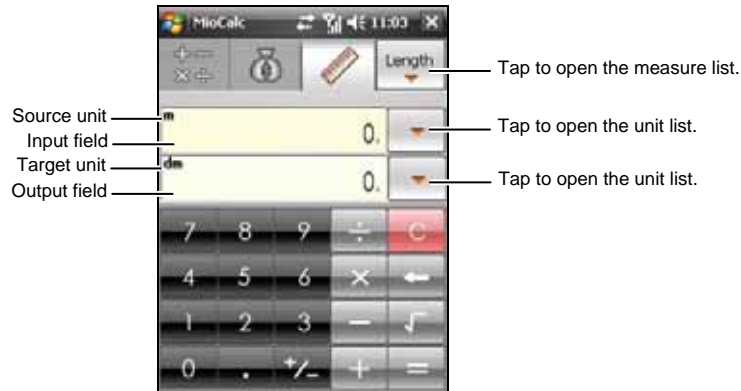 MioCalc 11:03
Length
Tap to open the measure list.
Source unit
m
Input field
0.
Tap to open the unit list.
Target unit
dm
Output field
0.
Tap to open the unit list.
7 8 9 ÷ C
4 5 6 × ←
1 2 3 − √
0 . +/− + =